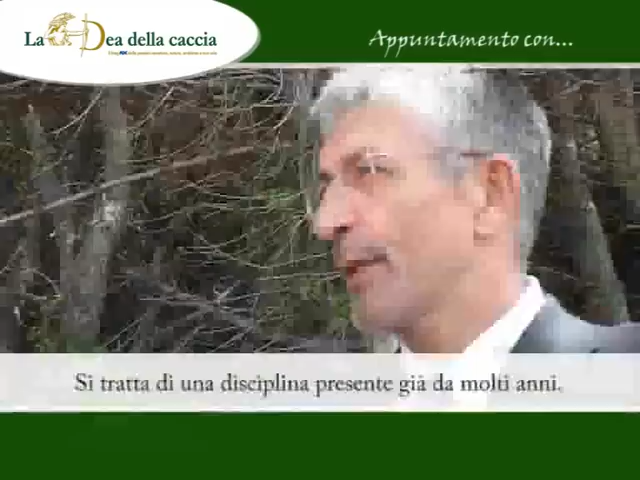 La Dea della caccia
Appuntamento con...
Si tratta di una disciplina presente già da molti anni.